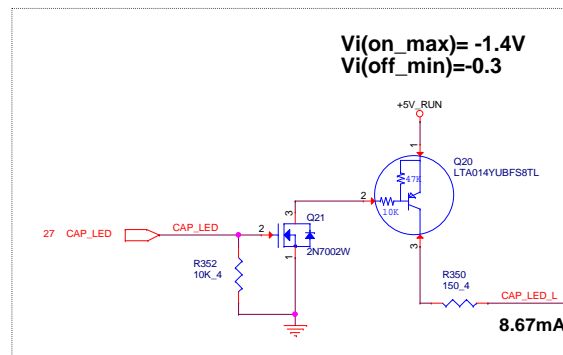 Vi(on_max)= -1.4V
Vi(off_min)=-0.3
+5V_RUN
1
Q20
LTA014YUBFS8TL
47K
2
10K
3
Q21
27 CAP_LED
CAP_LED
2
3
2N7002W
1
R352
10K_4
R350
150_4
CAP_LED_L
8.67mA